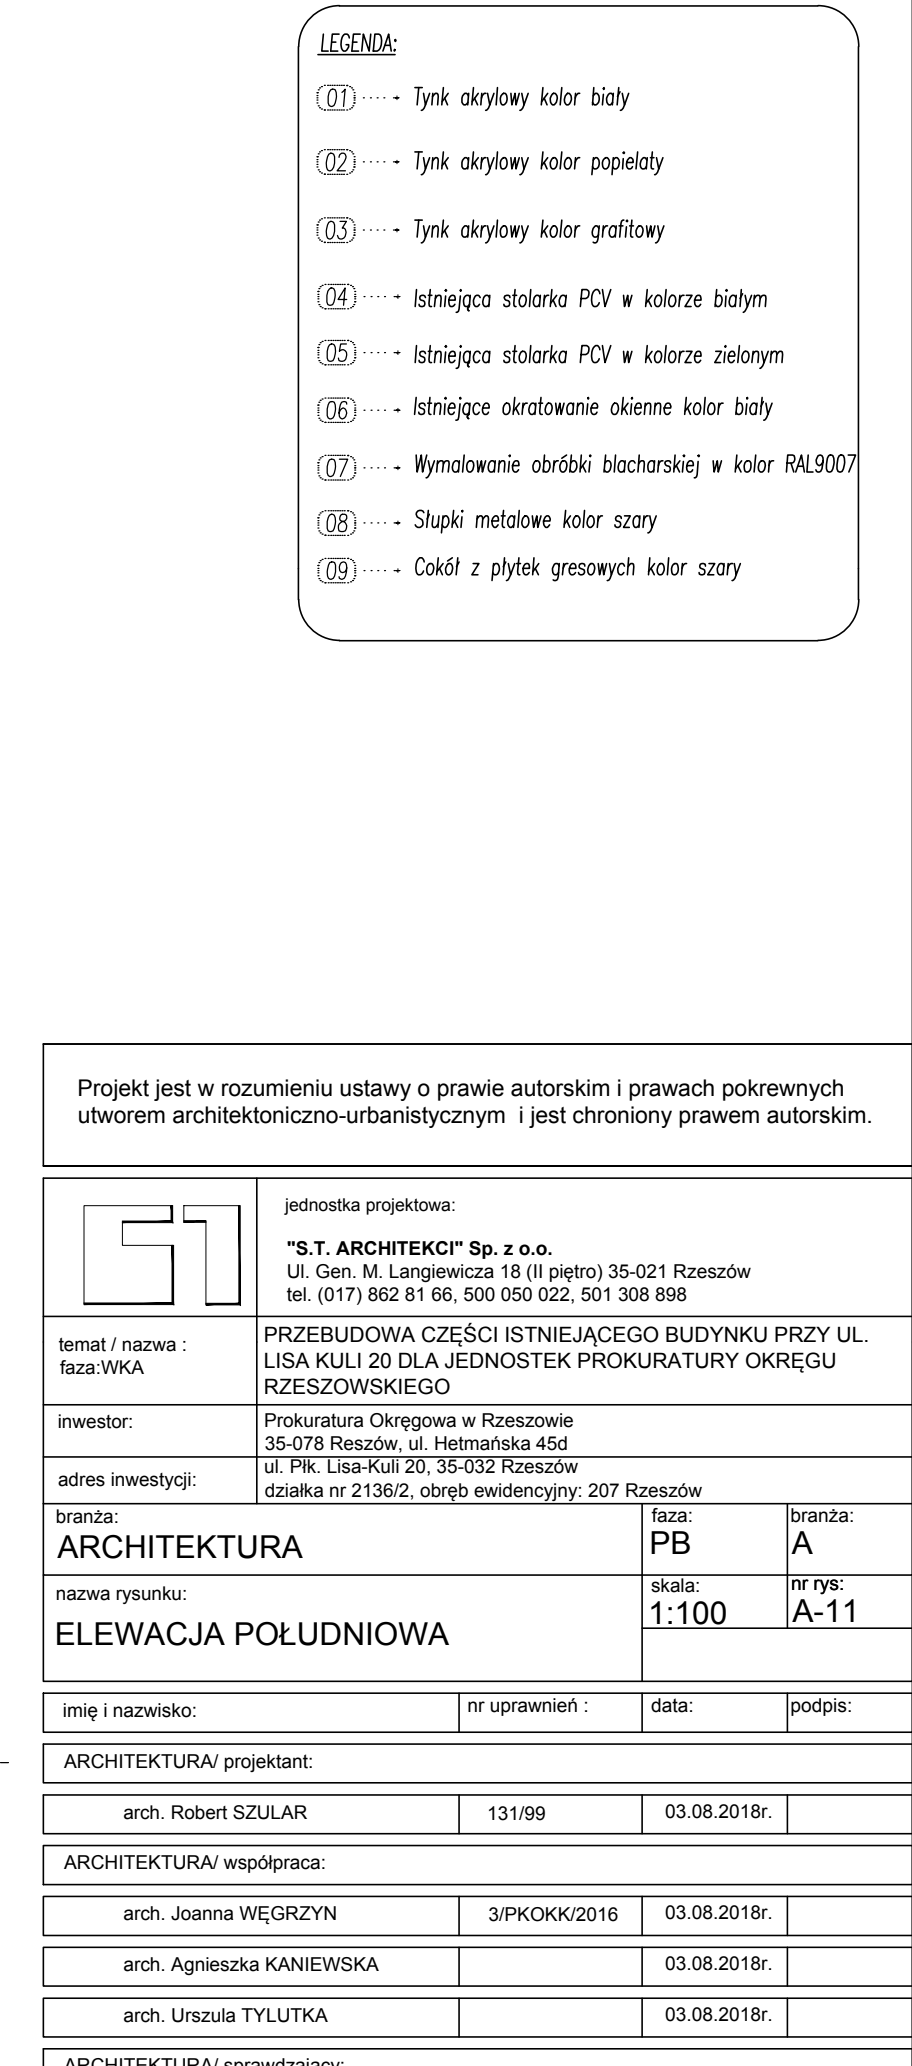 LEGENDA:
01 Tynk akrylowy kolor biały
02 Tynk akrylowy kolor popielaty
03 Tynk akrylowy kolor grafitowy
04 Istniejąca stolarka PCV w kolorze białym
05 Istniejąca stolarka PCV w kolorze zielonym
06 Istniejące okratowanie okienne kolor biały
07 Wymalowanie obróbki blacharskiej w kolor RAL9007
08 Słupki metalowe kolor szary
09 Cokół z płytek gresowych kolor szary
Projekt jest w rozumieniu ustawy o prawie autorskim i prawach pokrewnych
utworem architektoniczno-urbanistycznym i jest chroniony prawem autorskim.
jednostka projektowa:
"S.T. ARCHITEKCI" Sp. z o.o.
Ul. Gen. M. Langiewicza 18 (II piętro) 35-021 Rzeszów
tel. (017) 862 81 66, 500 050 022, 501 308 898
temat / nazwa :
faza:WKA
PRZEBUDOWA CZĘŚCI ISTNIEJĄCEGO BUDYNKU PRZY UL.
LISA KULI 20 DLA JEDNOSTEK PROKURATURY OKRĘGU
RZESZOWSKIEGO
inwestor:
Prokuratura Okręgowa w Rzeszowie
35-078 Reszów, ul. Hetmańska 45d
adres inwestycji:
ul. Płk. Lisa-Kuli 20, 35-032 Rzeszów
działka nr 2136/2, obręb ewidencyjny: 207 Rzeszów
branża:
ARCHITEKTURA
faza:
PB
branża:
A
nazwa rysunku:
ELEWACJA POŁUDNIOWA
skala:
1:100
nr rys:
A-11
imię i nazwisko: nr uprawnień : data: podpis:
ARCHITEKTURA/ projektant:
arch. Robert SZULAR 131/99 03.08.2018r.
ARCHITEKTURA/ współpraca:
arch. Joanna WĘGRZYN 3/PKOKK/2016 03.08.2018r.
arch. Agnieszka KANIEWSKA 03.08.2018r.
arch. Urszula TYLUTKA 03.08.2018r.
ARCHITEKTURA/ sprawdzający: